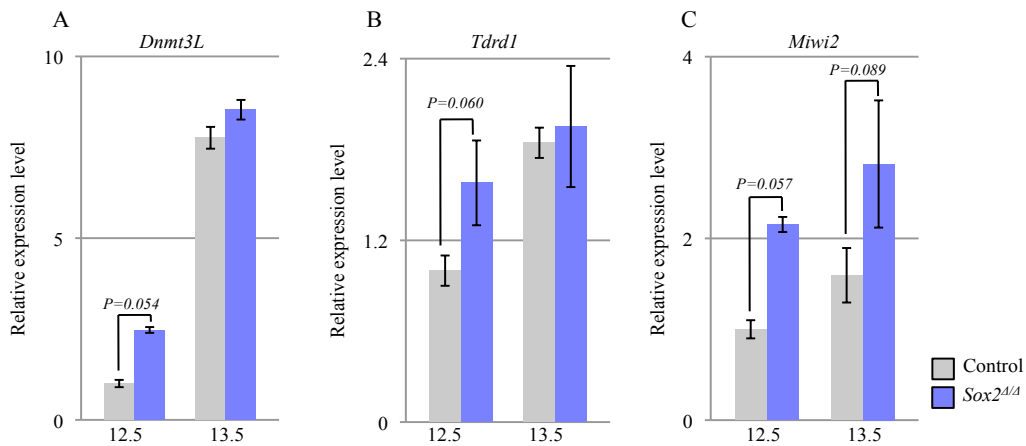 A
Dnmt3L
Relative expression level
10
5
0
P=0.054
12.5
13.5
B
Tdrd1
Relative expression level
2.4
1.2
0
P=0.060
12.5
13.5
C
Miwi2
Relative expression level
4
2
0
P=0.057
P=0.089
12.5
13.5
Control
Sox2Δ/Δ